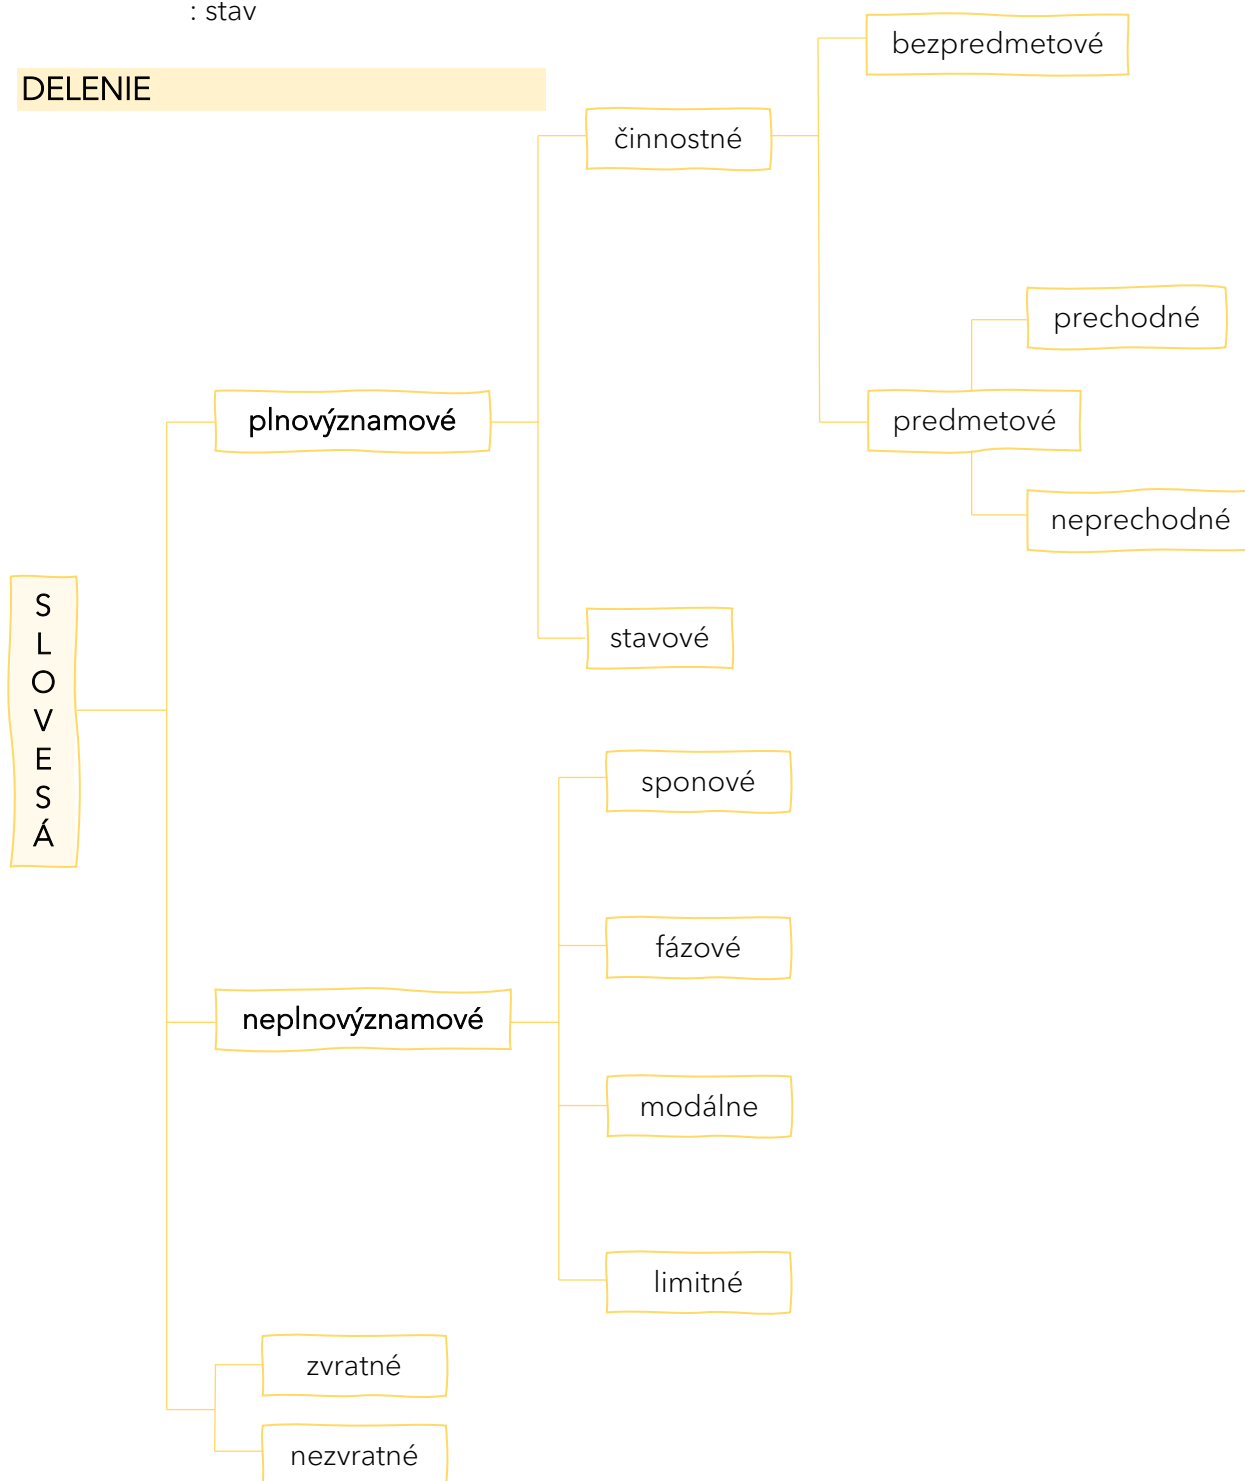 : stav
DELENIE
bezpredmetové
činnostné
prechodné
plnovýznamové
predmetové
neprechodné
S
L
O
V
E
S
Á
stavové
sponové
fázové
neplnovýznamové
modálne
limitné
zvratné
nezvratné